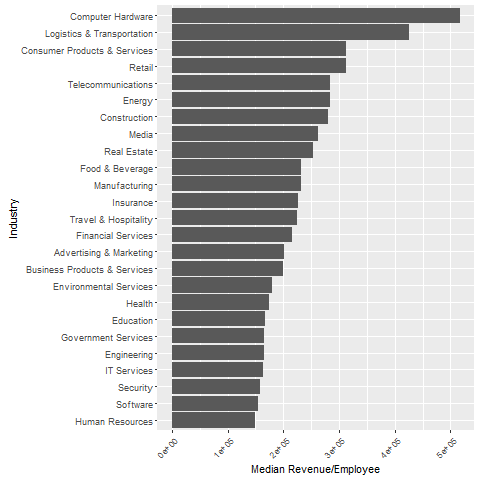 Computer Hardware
Logistics & Transportation
Consumer Products & Services
Retail
Telecommunications
Energy
Construction
Media
Real Estate
Food & Beverage
Manufacturing
Insurance
Travel & Hospitality
Financial Services
Advertising & Marketing
Business Products & Services
Environmental Services
Health
Education
Government Services
Engineering
IT Services
Security
Software
Human Resources
Industry
0e+00 1e+05 2e+05 3e+05 4e+05 5e+05
Median Revenue/Employee